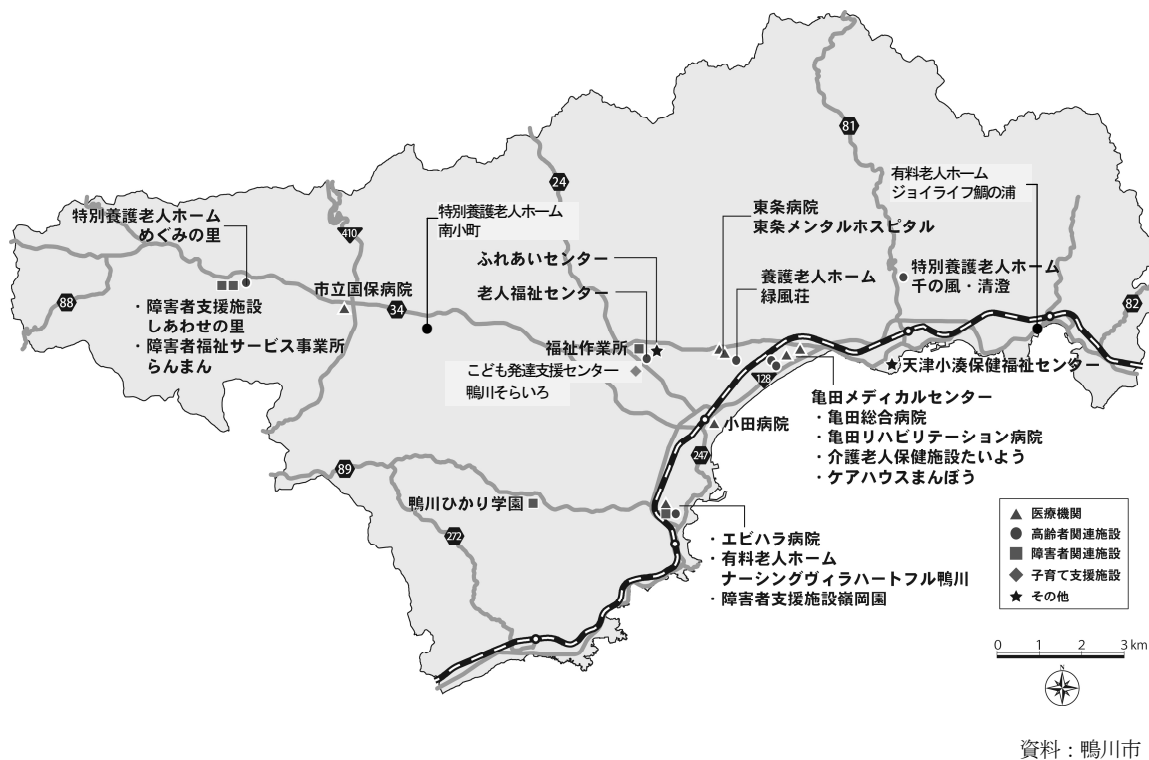 81
24
有料老人ホーム
ジョイライフ鯛の浦
特別養護老人ホーム
めぐみの里
410
特別養護老人ホーム
南小町
東条病院
東条メンタルホスピタル
ふれあいセンター
特別養護老人ホーム
千の風・清澄
養護老人ホーム
緑風荘
老人福祉センター
市立国保病院
88
34
82
・障害者支援施設
しあわせの里
・障害者福祉サービス事業所
らんまん
福祉作業所
こども発達支援センター
鴨川そらいろ
128
天津小湊保健福祉センター
亀田メディカルセンター
・亀田総合病院
・亀田リハビリテーション病院
・介護老人保健施設たいよう
・ケアハウスまんぼう
小田病院
247
89
鴨川ひかり学園
272
・エビハラ病院
・有料老人ホーム
ナーシングヴィラハートフル鴨川
・障害者支援施設嶺岡園
医療機関
高齢者関連施設
障害者関連施設
子育て支援施設
その他
0 1 2 3 km
N
資料：鴨川市